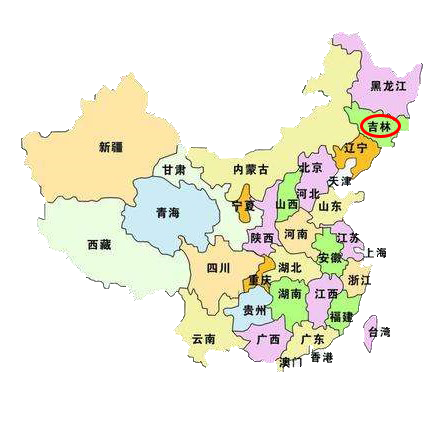 黑龙江
吉林
辽宁
新疆
甘肃
内蒙古
北京
天津
河北
宁夏
山西
山东
青海
陕西
河南
江苏
西藏
上海
安徽
四川
湖北
重庆
浙江
湖南
江西
贵州
福建
台湾
云南
广西
广东
香港
澳门